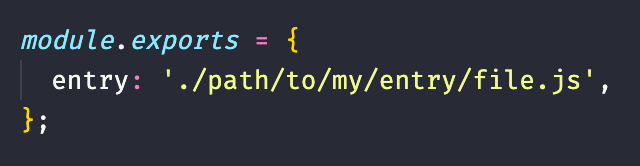 module.exports = {
  entry: './path/to/my/entry/file.js',
};